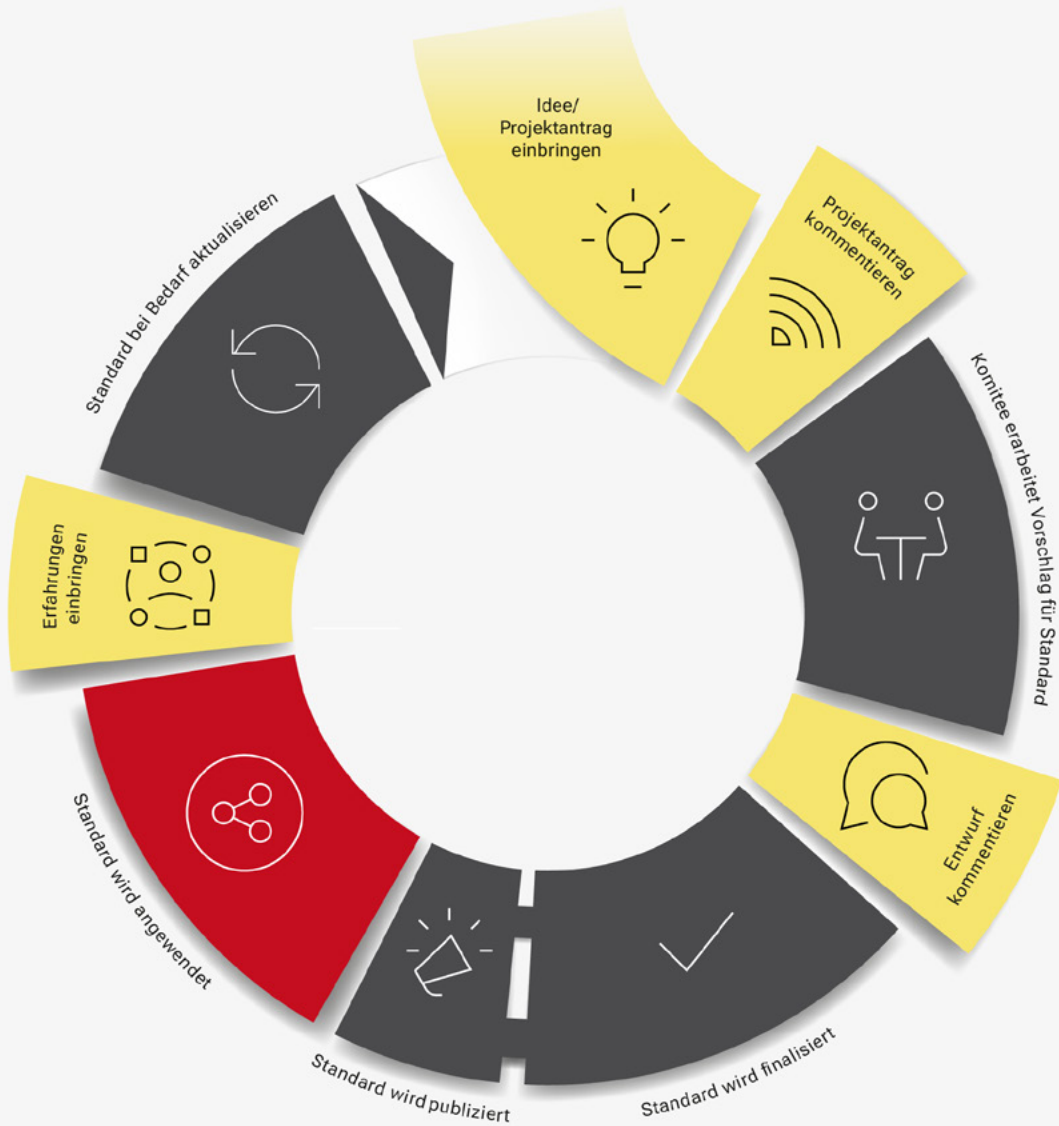 Idee/
Projektantrag
einbringen
Projektantrag
kommentieren
Komitee erarbeitet Vorschlag für Standard
Entwurf
kommentieren
Standard wird finalisiert
Standard wird publiziert
Standard wird angewendet
Erfahrungen
einbringen
Standard bei Bedarf aktualisieren